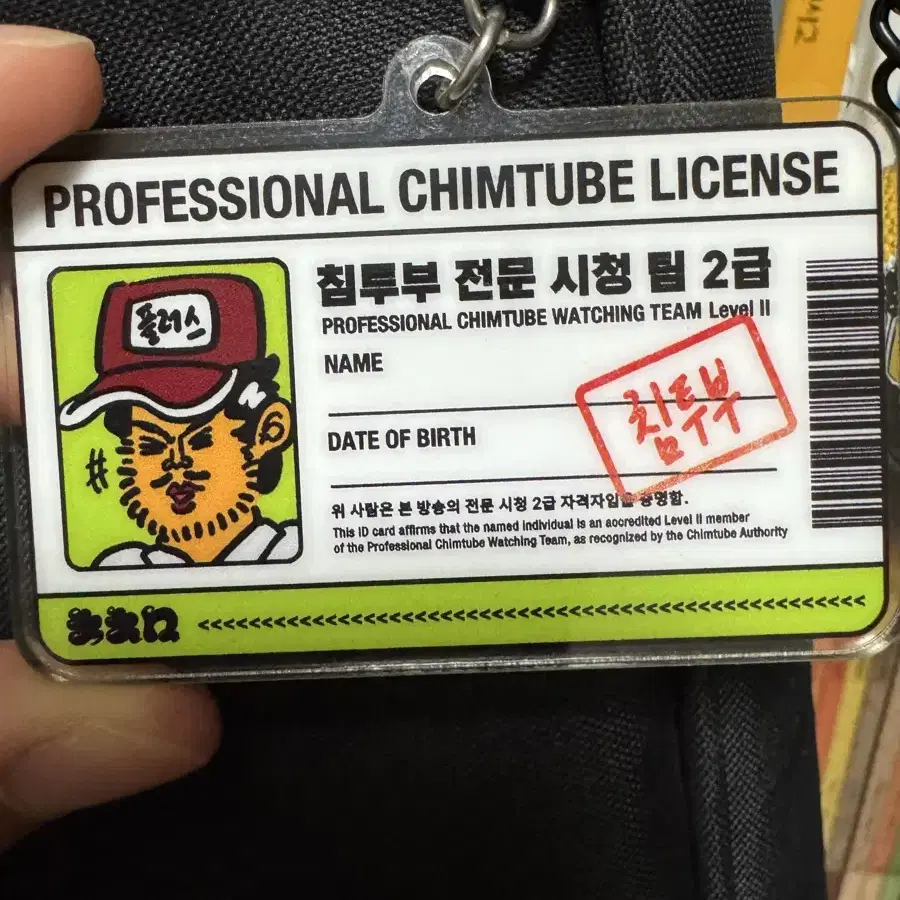 PROFESSIONAL CHIMTUBE LICENSE
플러스
침투부 전문 시청 팀 2급
PROFESSIONAL CHIMTUBE WATCHING TEAM Level II
NAME
DATE OF BIRTH
침투부
위 사람은 본 방송의 전문 시청 2급 자격자임을 증명함.
This ID card affirms that the named individual is an accredited Level II member
of the Professional Chimtube Watching Team, as recognized by the Chimtube Authority
<<<<<<<<<<<<<<<<<<<<<<<<<<<<<<<<<<<<<<<<<<<<<<<<